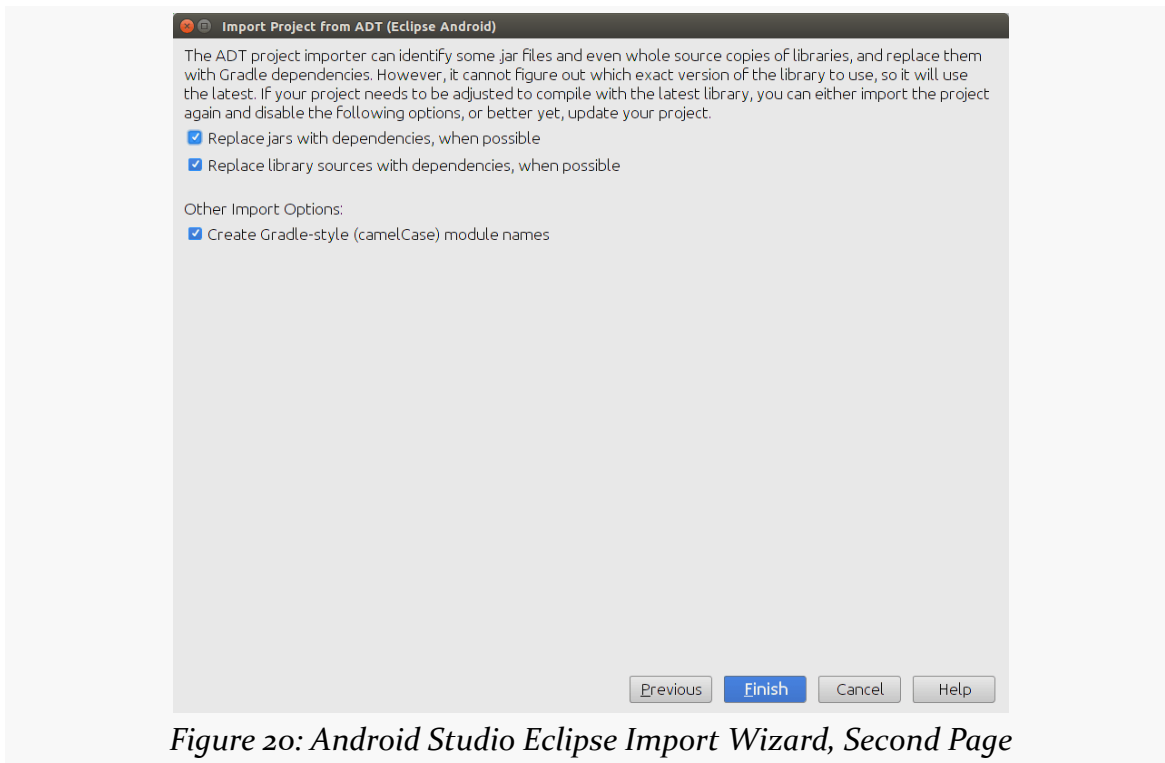 Import Project from ADT (Eclipse Android)
The ADT project importer can identify some .jar files and even whole source copies of libraries, and replace them
with Gradle dependencies. However, it cannot figure out which exact version of the library to use, so it will use
the latest. If your project needs to be adjusted to compile with the latest library, you can either import the project
again and disable the following options, or better yet, update your project.
Replace jars with dependencies, when possible
Replace library sources with dependencies, when possible
Other Import Options:
Create Gradle-style (camelCase) module names
Previous Finish Cancel Help
Figure 20: Android Studio Eclipse Import Wizard, Second Page